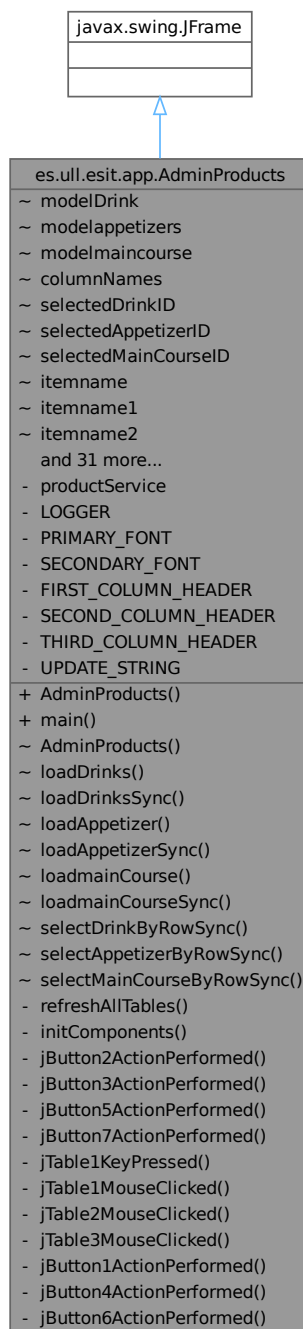 javax.swing.JFrame
es.ull.esit.app.AdminProducts
~ modelDrink
~ modelappetizers
~ modelmaincourse
~ columnNames
~ selectedDrinkID
~ selectedAppetizerID
~ selectedMainCourseID
~ itemname
~ itemname1
~ itemname2
and 31 more...
- productService
- LOGGER
- PRIMARY_FONT
- SECONDARY_FONT
- FIRST_COLUMN_HEADER
- SECOND_COLUMN_HEADER
- THIRD_COLUMN_HEADER
- UPDATE_STRING
+ AdminProducts()
+ main()
~ AdminProducts()
~ loadDrinks()
~ loadDrinksSync()
~ loadAppetizer()
~ loadAppetizerSync()
~ loadmainCourse()
~ loadmainCourseSync()
~ selectDrinkByRowSync()
~ selectAppetizerByRowSync()
~ selectMainCourseByRowSync()
- refreshAllTables()
- initComponents()
- jButton2ActionPerformed()
- jButton3ActionPerformed()
- jButton5ActionPerformed()
- jButton7ActionPerformed()
- jTable1KeyPressed()
- jTable1MouseClicked()
- jTable2MouseClicked()
- jTable3MouseClicked()
- jButton1ActionPerformed()
- jButton4ActionPerformed()
- jButton6ActionPerformed()